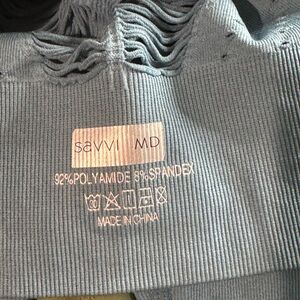 savvi MD
92%POLYAMIDE 8%SPANDEX
MADE IN CHINA